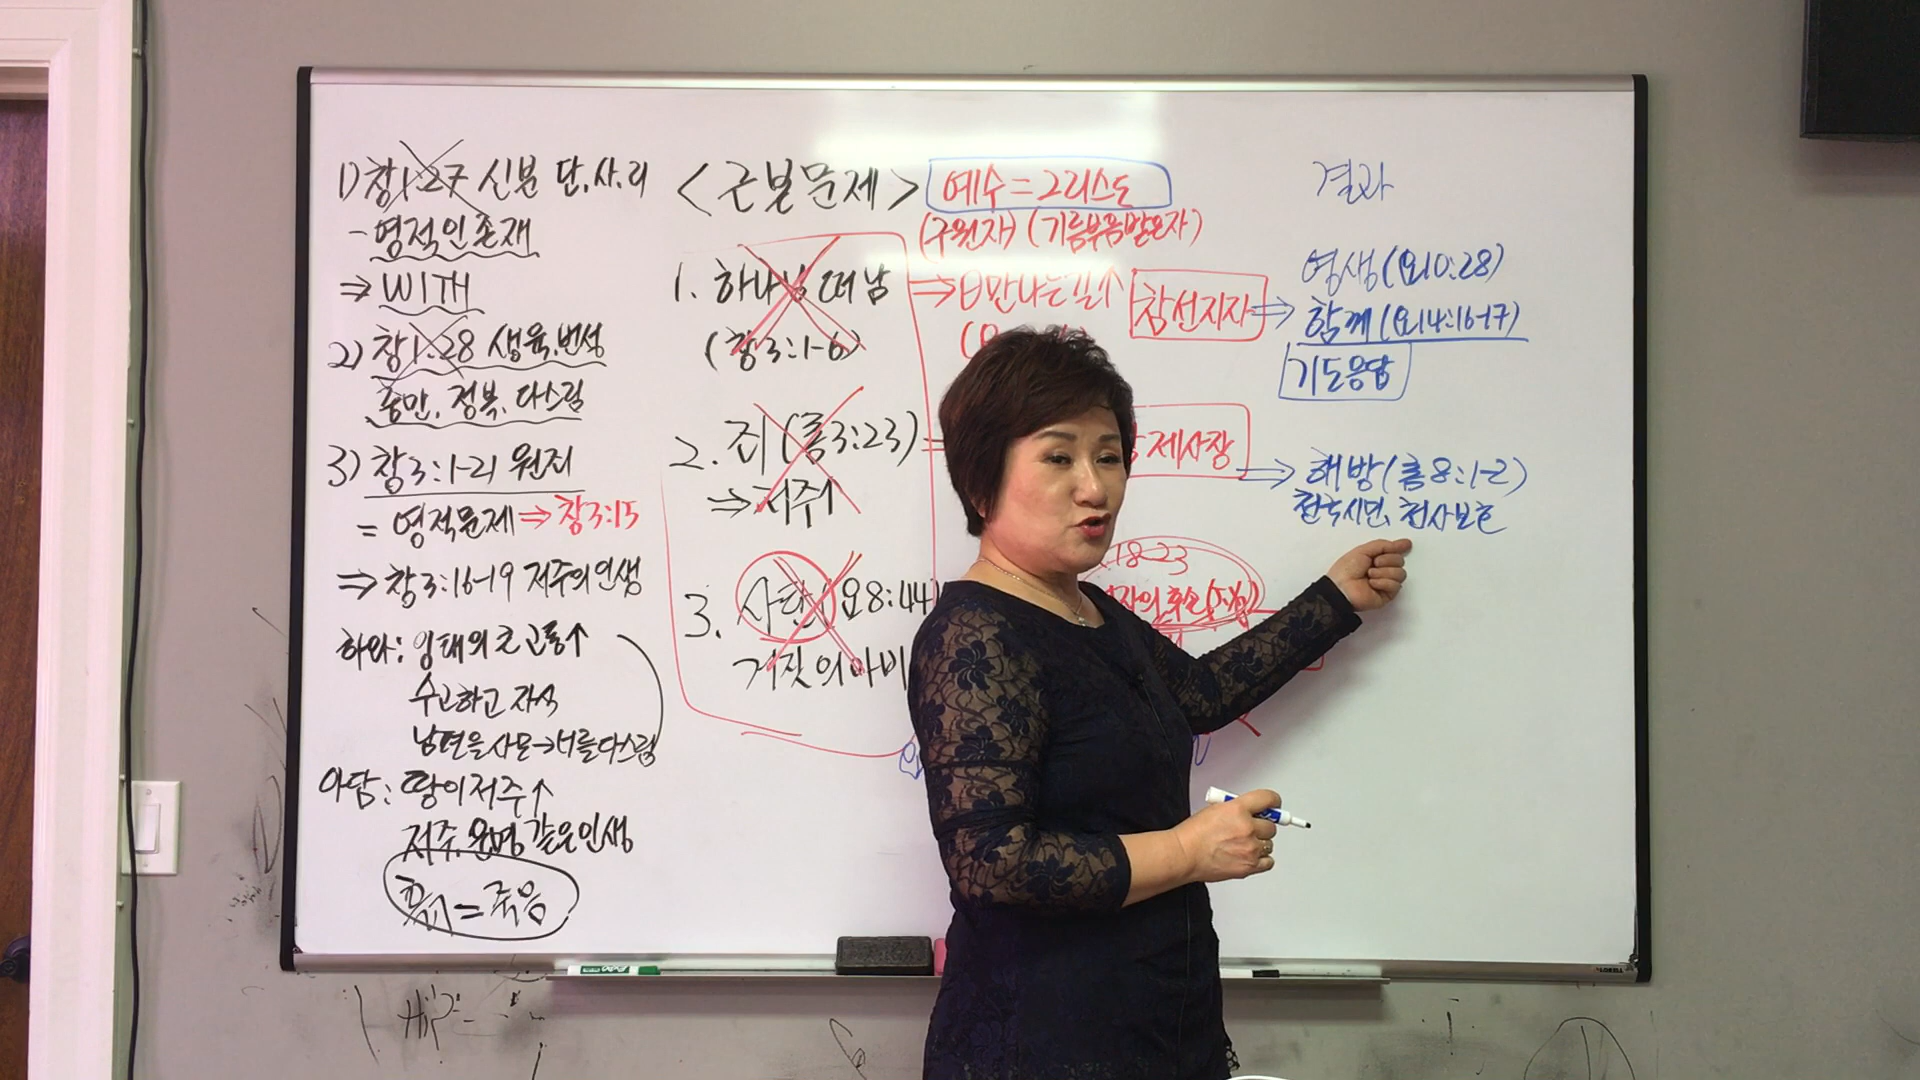 1) 창1:27 신분 단.사.리
- 영적인 존재
⇒ WITH
2) 창1:28 생육.번성
충만, 정복, 다스림
3) 창3:1-21 원죄
= 영적문제 ⇒ 창3:15
⇒ 창3:16-19 저주의 인생
하와: 잉태의 큰 고통↑
수고하고 자식
남편을 사모→너를다스림
아담: 땅이 저주↑
저주.운명 같은인생
흙 = 죽음
<근본문제>
1. 하나님 떠남
(창3:1-6)
2. 죄 (롬3:23)
⇒ 저주↑
3. 사탄 (요8:44)
거짓의아비
예수=그리스도
(구원자) (기름부음받은자)
⇒ 만나는길↑ 참선지자 ⇒
제사장 ⇒
18-23
자의 후손
결과
영생 (요10:28)
함께 (요14:16-17)
기도응답
해방 (롬8:1-2)
천국시민, 천사보호